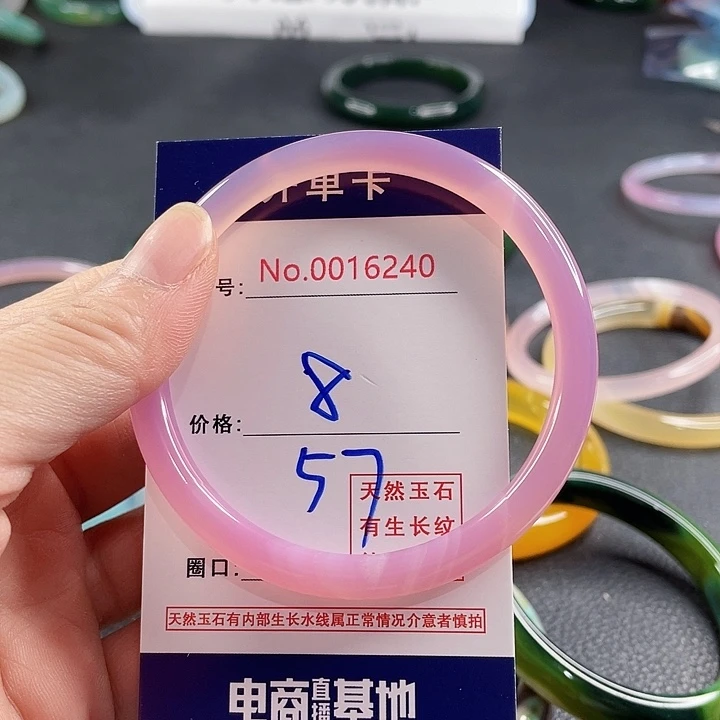 开单卡
号: No.0016240
价格: 8
57
天然玉石
有生长纹
圈口:
天然玉石有内部生长水线属正常情况介意者慎拍
电商直播基地